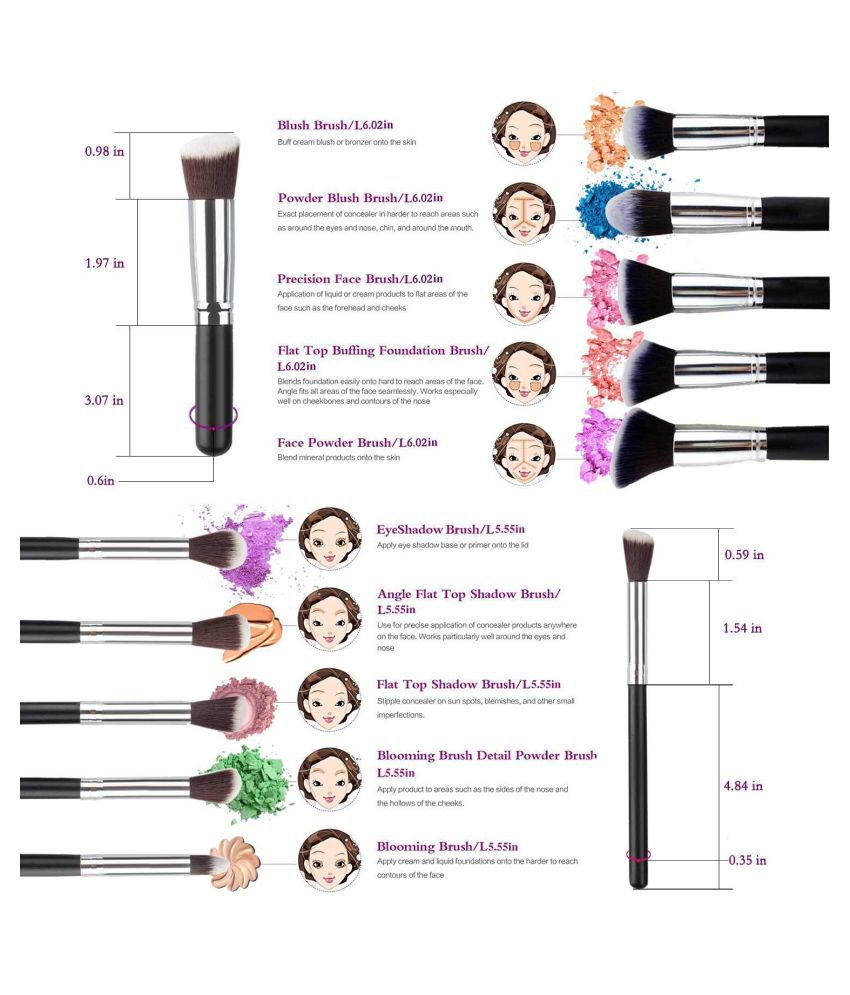 0.98 in
1.97 in
3.07 in
0.6in
Blush Brush/L6.02in
Buff cream blush or bronzer onto the skin
Powder Blush Brush/L6.02in
Exact placement of concealer in harder to reach areas such
as around the eyes and nose, chin, and around the mouth.
Precision Face Brush/L6.02in
Application of liquid or cream products to flat areas of the
face such as the forehead and cheeks
Flat Top Buffing Foundation Brush/
L6.02in
Blends foundation easily onto hard to reach areas of the face.
Angle fits all areas of the face seamlessly. Works especially
well on cheekbones and contours of the nose
Face Powder Brush/L6.02in
Blend mineral products onto the skin
EyeShadow Brush/L5.55in
Apply eye shadow base or primer onto the lid
Angle Flat Top Shadow Brush/
L5.55in
Use for precise application of concealer products anywhere
on the face. Works particularly well around the eyes and
nose
Flat Top Shadow Brush/L5.55in
Stipple concealer on sun spots, blemishes, and other small
imperfections.
Blooming Brush Detail Powder Brush
L5.55in
Apply product to areas such as the sides of the nose and
the hollows of the cheeks.
Blooming Brush/L5.55in
Apply cream and liquid foundations onto the harder to reach
contours of the face
0.59 in
1.54 in
4.84 in
0.35 in